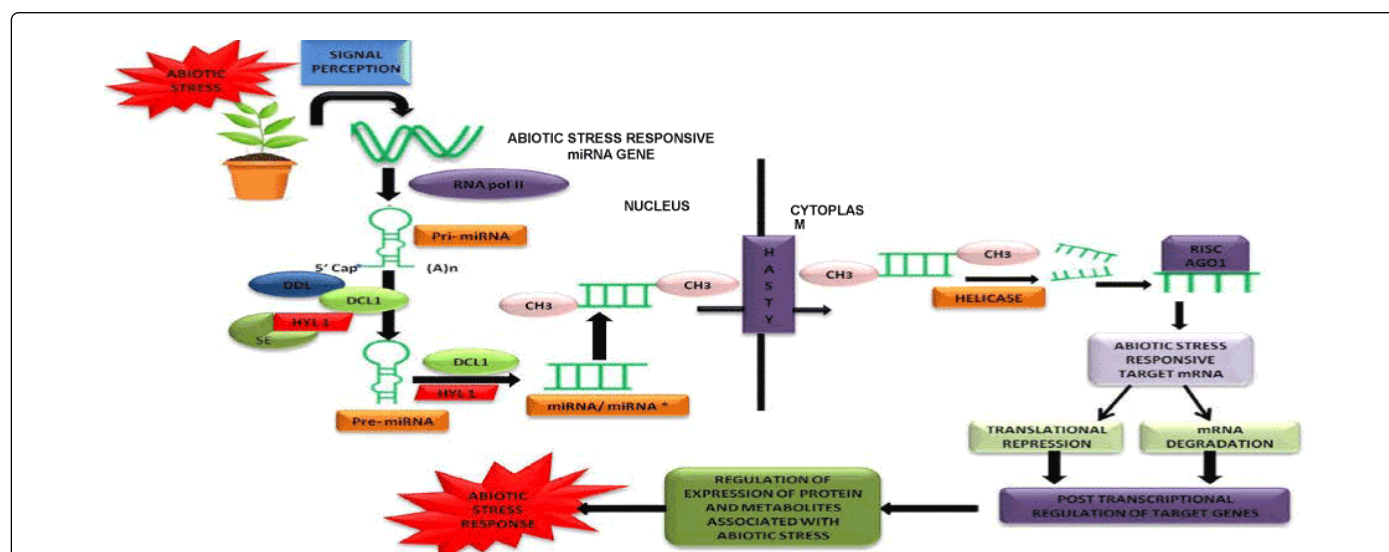 ABIOTIC
STRESS
SIGNAL
PERCEPTION
ABIOTIC STRESS RESPONSIVE
miRNA GENE
RNA pol II
NUCLEUS
CYTOPLAS
M
Pri-miRNA
5' Cap
(A)n
DDL
DCL1
HYL 1
SE
CH3
CH3
H
A
S
T
Y
CH3
CH3
HELICASE
RISC
AGO1
DCL1
HYL 1
Pre-miRNA
miRNA/ miRNA *
ABIOTIC STRESS
RESPONSIVE
TARGET mRNA
TRANSLATIONAL
REPRESSION
mRNA
DEGRADATION
POST TRANSCRIPTIONAL
REGULATION OF TARGET GENES
REGULATION OF
EXPRESSION OF PROTEIN
AND METABOLITES
ASSOCIATED WITH
ABIOTIC STRESS
ABIOTIC
STRESS
RESPONSE